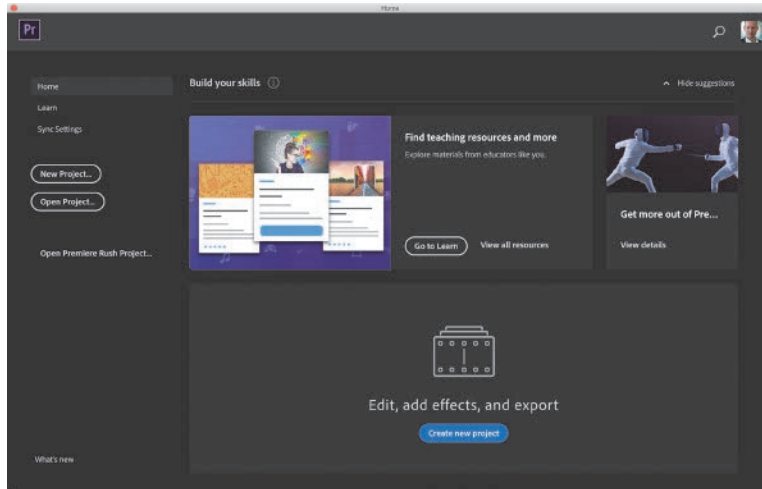 Home
Pr
Home
Learn
Sync Settings
New Project...
Open Project...
Open Premiere Rush Project...
What's new
Build your skills
Hide suggestions
Find teaching resources and more
Explore materials from educators like you.
Go to Learn
View all resources
Get more out of Pre...
View details
Edit, add effects, and export
Create new project